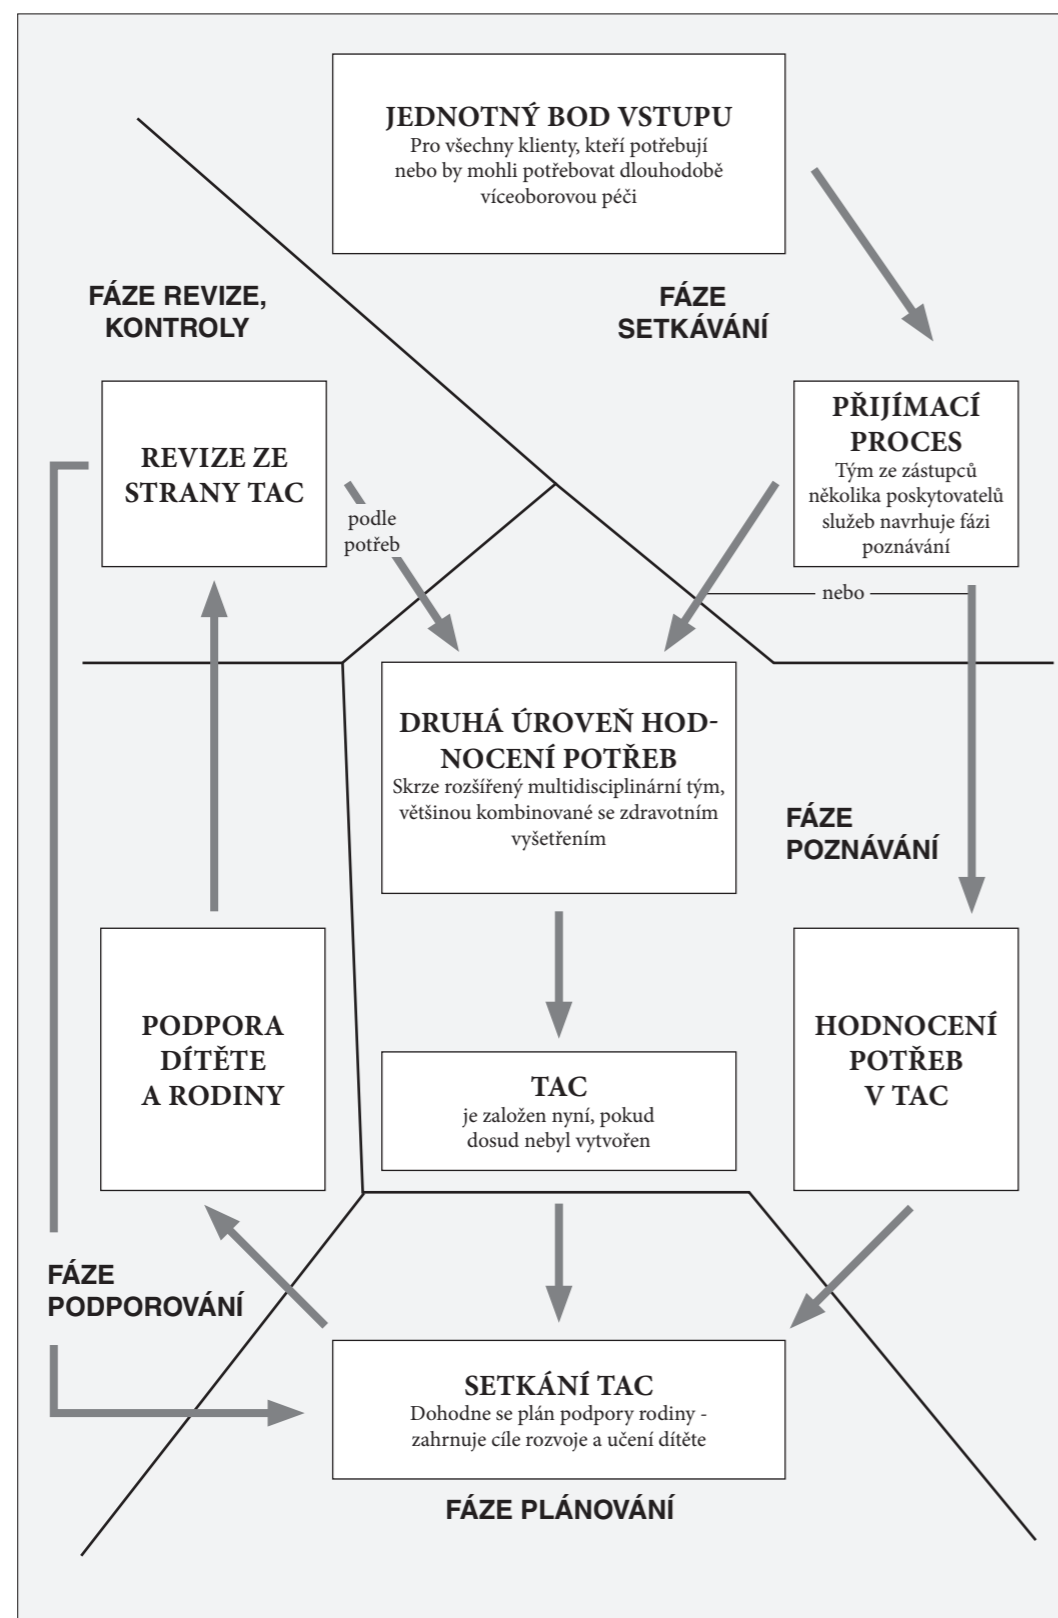 JEDNOTNÝ BOD VSTUPU
Pro všechny klienty, kteří potřebují
nebo by mohli potřebovat dlouhodobě
víceoborovou péči
FÁZE REVIZE,
KONTROLY
FÁZE
SETKÁVÁNÍ
REVIZE ZE
STRANY TAC
podle
potřeb
PŘIJÍMACÍ
PROCES
Tým ze zástupců
několika poskytovatelů
služeb navrhuje fázi
poznávání
nebo
DRUHÁ ÚROVEŇ HOD-
NOCENÍ POTŘEB
Skrze rozšířený multidisciplinární tým,
většinou kombinované se zdravotním
vyšetřením
FÁZE
POZNÁVÁNÍ
PODPORA
DÍTĚTE
A RODINY
TAC
je založen nyní, pokud
dosud nebyl vytvořen
HODNOCENÍ
POTŘEB
V TAC
FÁZE
PODPOROVÁNÍ
SETKÁNÍ TAC
Dohodne se plán podpory rodiny -
zahrnuje cíle rozvoje a učení dítěte
FÁZE PLÁNOVÁNÍ